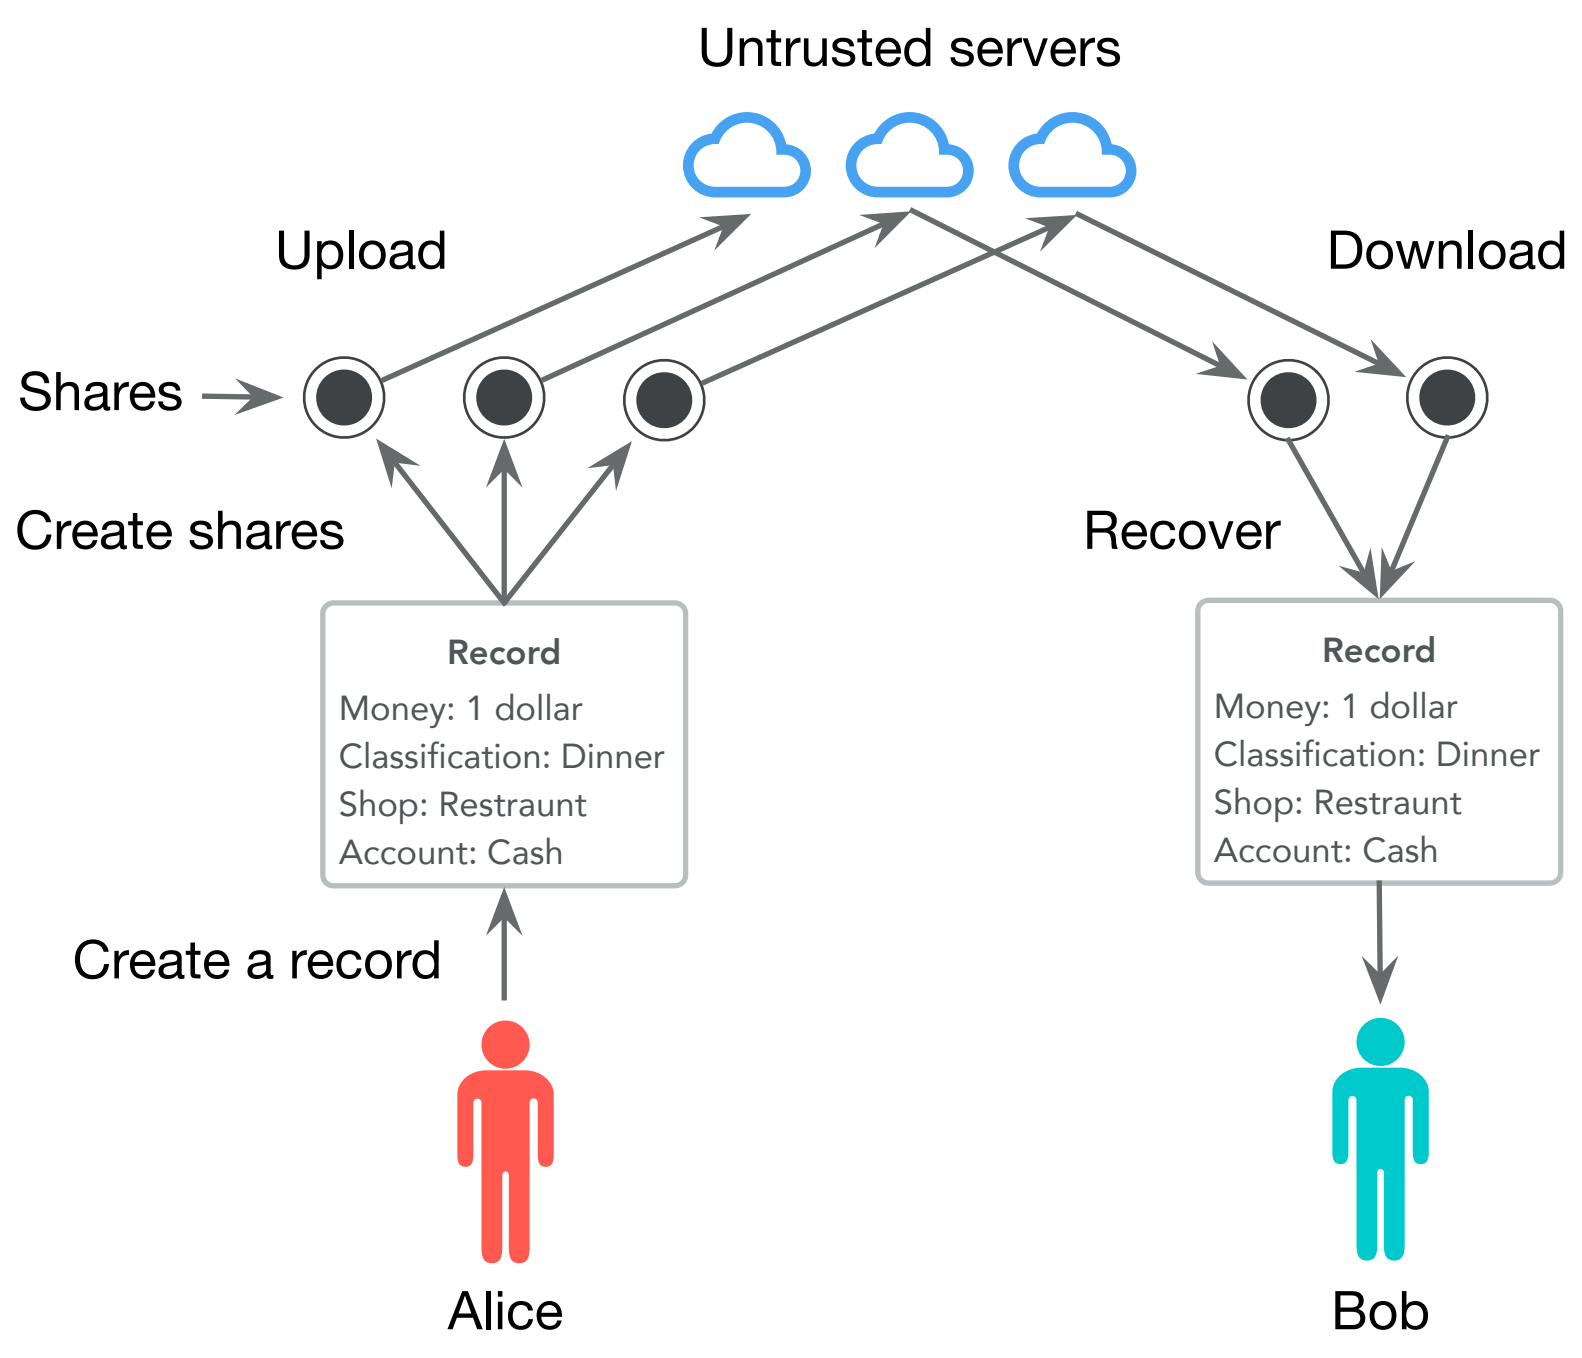 Untrusted servers
Upload
Download
Shares
Create shares
Recover
Record
Money: 1 dollar
Classification: Dinner
Shop: Restraunt
Account: Cash
Record
Money: 1 dollar
Classification: Dinner
Shop: Restraunt
Account: Cash
Create a record
Alice
Bob